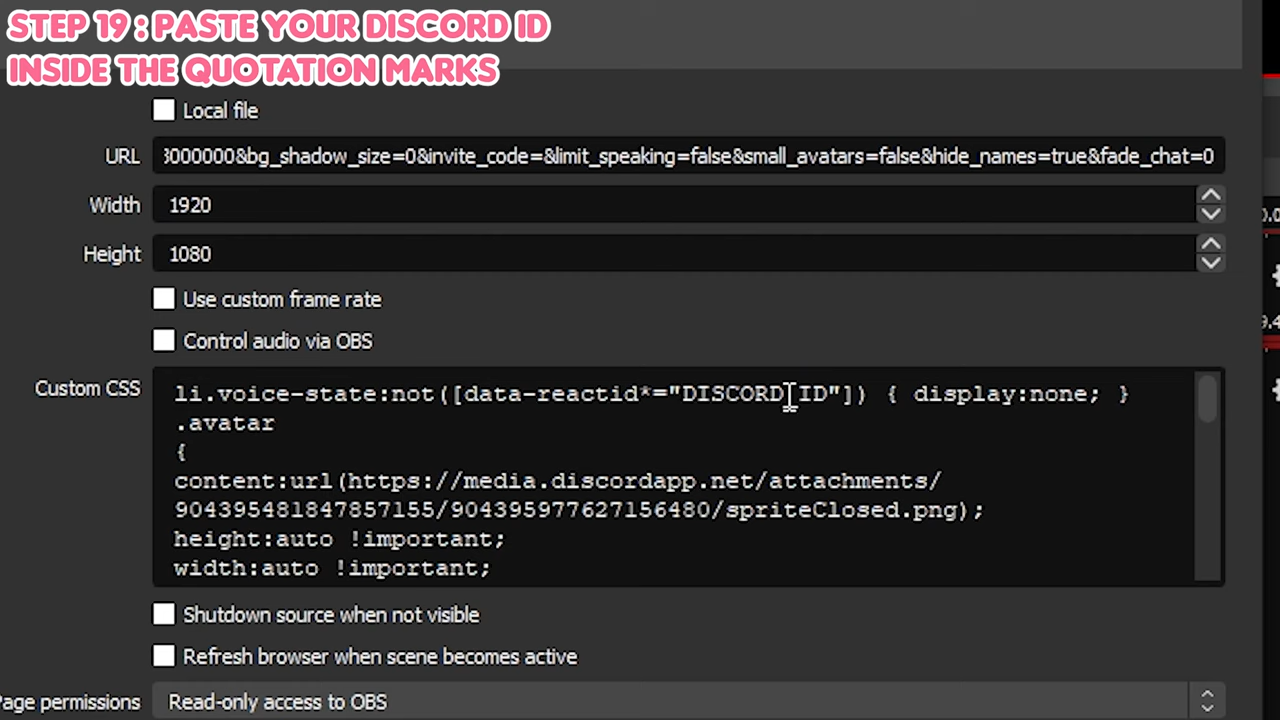 STEP 19 : PASTE YOUR DISCORD ID
INSIDE THE QUOTATION MARKS
Local file
URL 3000000&bg_shadow_size=0&invite_code=&limit_speaking=false&small_avatars=false&hide_names=true&fade_chat=0
Width 1920
Height 1080
Use custom frame rate
Control audio via OBS
Custom CSS li.voice-state:not([data-reactid*="DISCORD ID"]) { display:none; }
.avatar
{
content:url(https://media.discordapp.net/attachments/
904395481847857155/904395977627156480/spriteClosed.png);
height:auto !important;
width:auto !important;
Shutdown source when not visible
Refresh browser when scene becomes active
Page permissions Read-only access to OBS